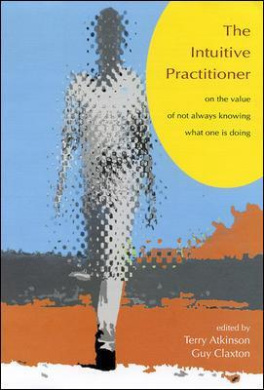 The
Intuitive
Practitioner
on the value
of not always knowing
what one is doing
edited by
Terry Atkinson
Guy Claxton